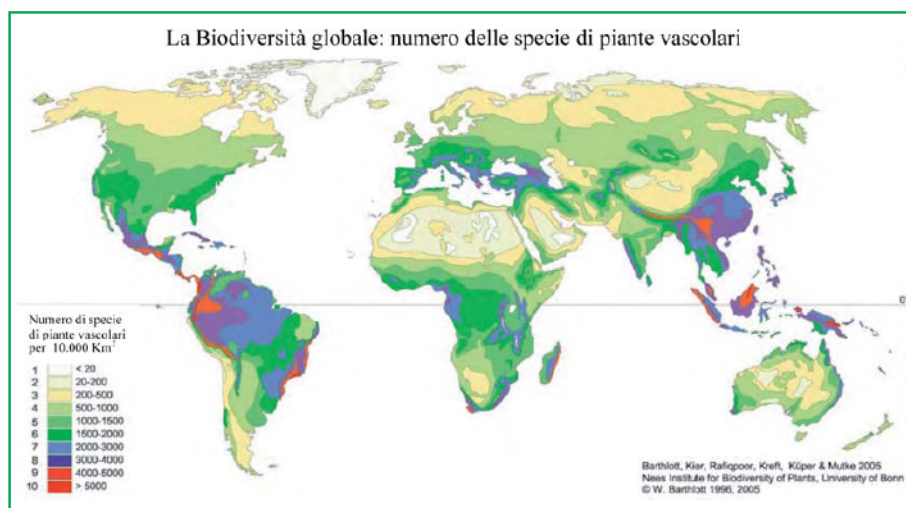 La Biodiversità globale: numero delle specie di piante vascolari
0°
Numero di specie
di piante vascolari
per 10.000 Km²
1 < 20
2 20-200
3 200-500
4 500-1000
5 1000-1500
6 1500-2000
7 2000-3000
8 3000-4000
9 4000-5000
10 > 5000
Barthlott, Kier, Rafiqpoor, Kreft, Küper & Mutke 2005
Nees Institute for Biodiversity of Plants, University of Bonn
© W. Barthlott 1996, 2005